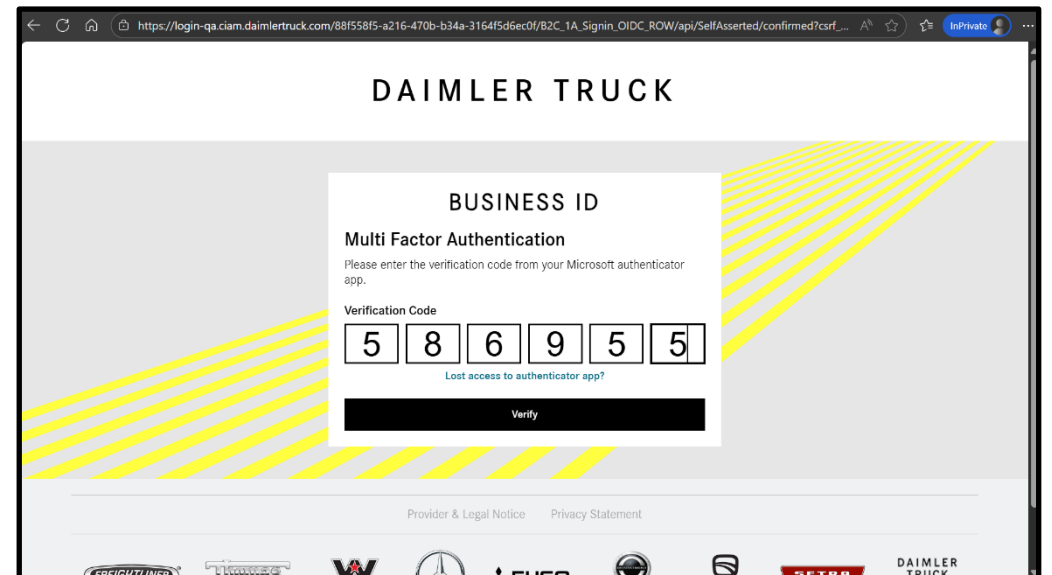 https://login-qa.ciam.daimlertruck.com/88f558f5-a216-470b-b34a-3164f5d6ec0f/B2C_1A_Signin_OIDC_ROW/api/SelfAsserted/confirmed?csrf_...
InPrivate
DAIMLER TRUCK
BUSINESS ID
Multi Factor Authentication
Please enter the verification code from your Microsoft authenticator
app.
Verification Code
5 8 6 9 5 5
Lost access to authenticator app?
Verify
Provider & Legal Notice Privacy Statement
FREIGHTLINER
DAIMLER
TRUCK